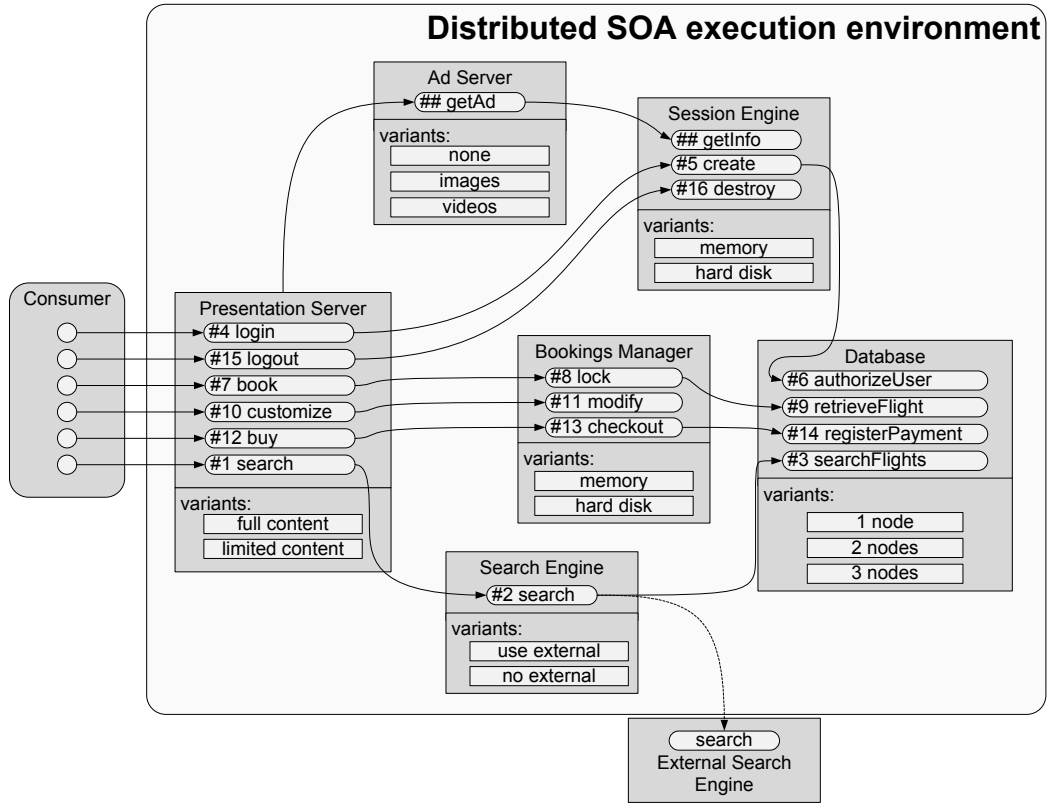 Distributed SOA execution environment
Ad Server
## getAd
variants:
none
images
videos
Session Engine
## getInfo
#5 create
#16 destroy
variants:
memory
hard disk
Consumer
Presentation Server
#4 login
#15 logout
#7 book
#10 customize
#12 buy
#1 search
variants:
full content
limited content
Bookings Manager
#8 lock
#11 modify
#13 checkout
variants:
memory
hard disk
Database
#6 authorizeUser
#9 retrieveFlight
#14 registerPayment
#3 searchFlights
variants:
1 node
2 nodes
3 nodes
Search Engine
#2 search
variants:
use external
no external
search
External Search
Engine